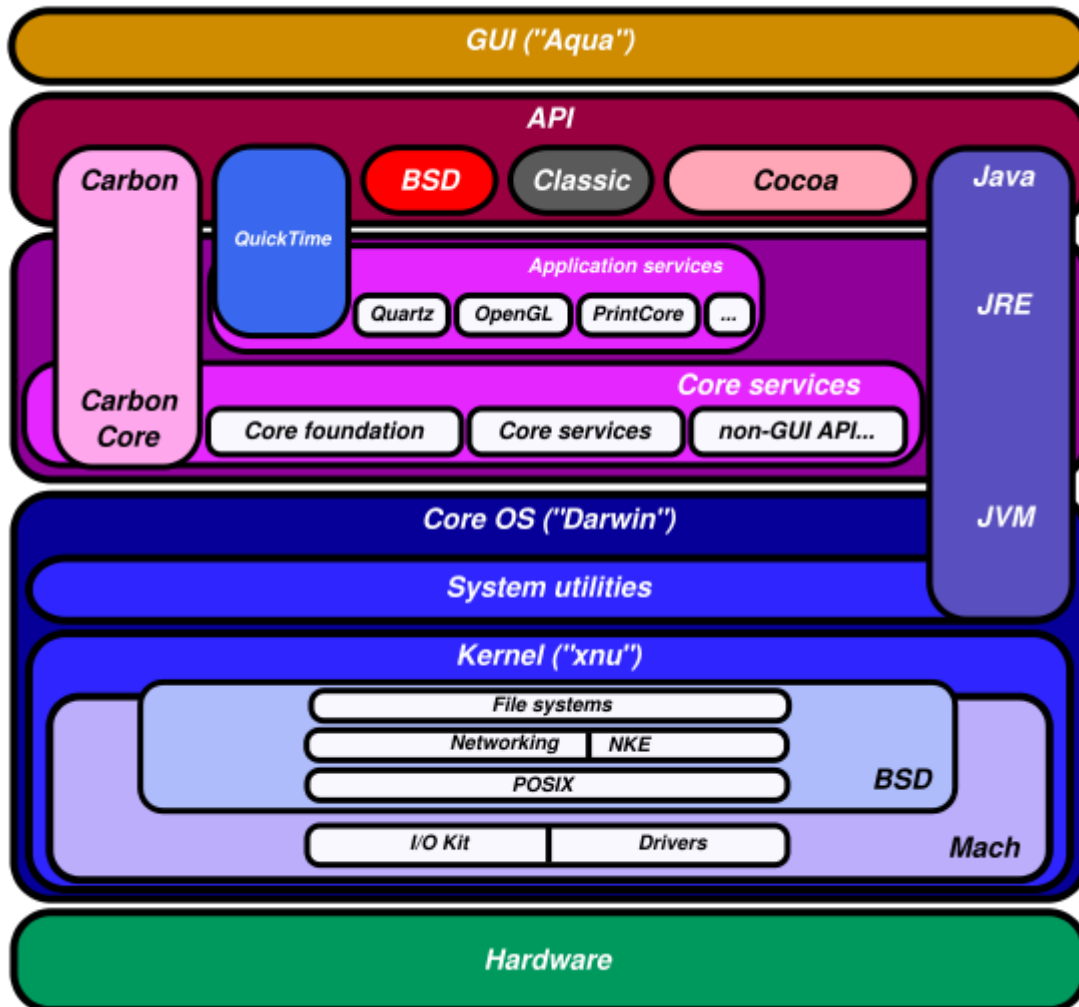 GUI ("Aqua")
API
Carbon
QuickTime
BSD
Classic
Cocoa
Java
Application services
Quartz
OpenGL
PrintCore
...
JRE
Core services
Carbon
Core
Core foundation
Core services
non-GUI API...
Core OS ("Darwin")
JVM
System utilities
Kernel ("xnu")
File systems
Networking
NKE
POSIX
BSD
I/O Kit
Drivers
Mach
Hardware